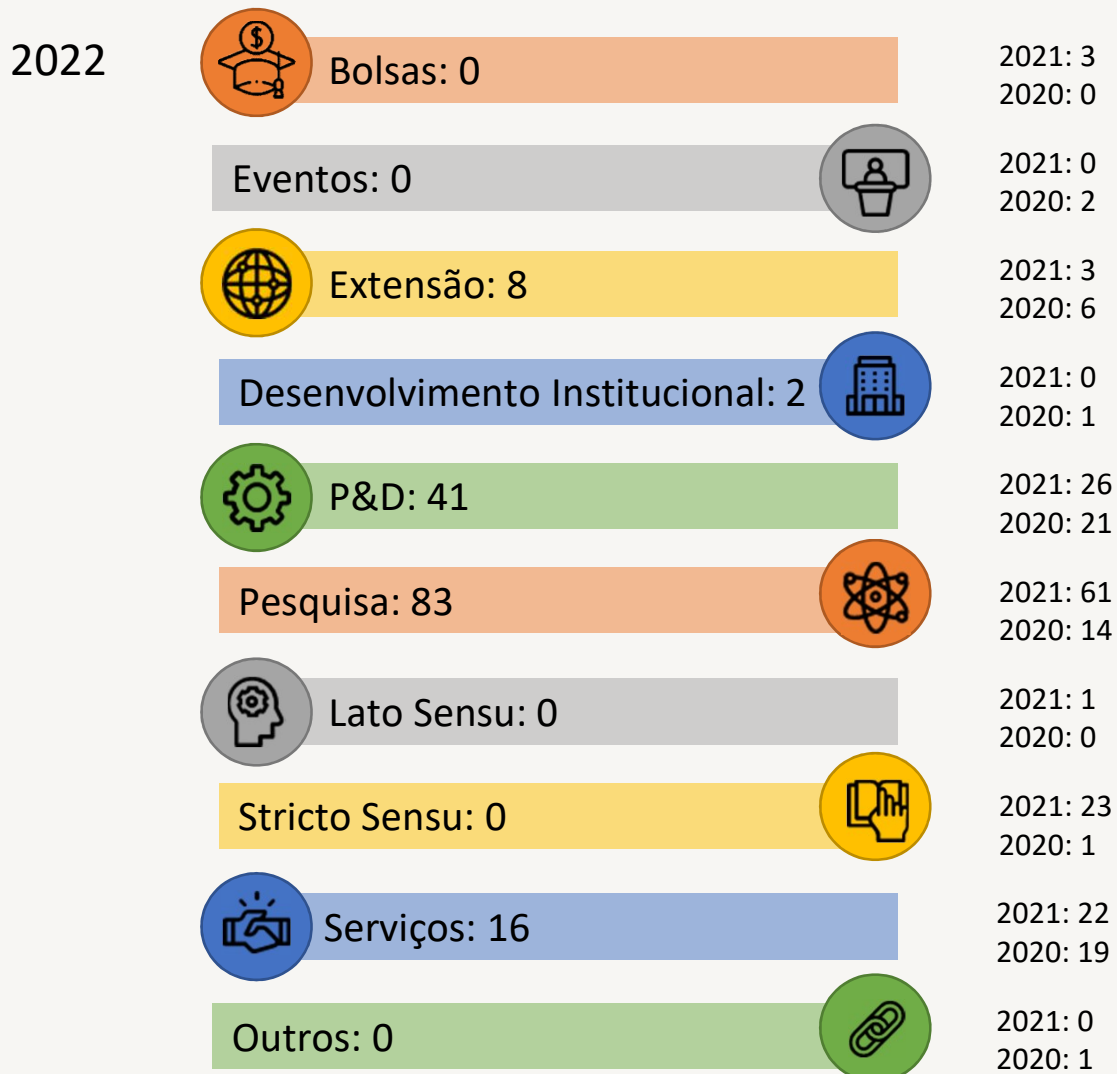 2022
Bolsas: 0
2021: 3
2020: 0
Eventos: 0
2021: 0
2020: 2
Extensão: 8
2021: 3
2020: 6
Desenvolvimento Institucional: 2
2021: 0
2020: 1
P&D: 41
2021: 26
2020: 21
Pesquisa: 83
2021: 61
2020: 14
Lato Sensu: 0
2021: 1
2020: 0
Stricto Sensu: 0
2021: 23
2020: 1
Serviços: 16
2021: 22
2020: 19
Outros: 0
2021: 0
2020: 1